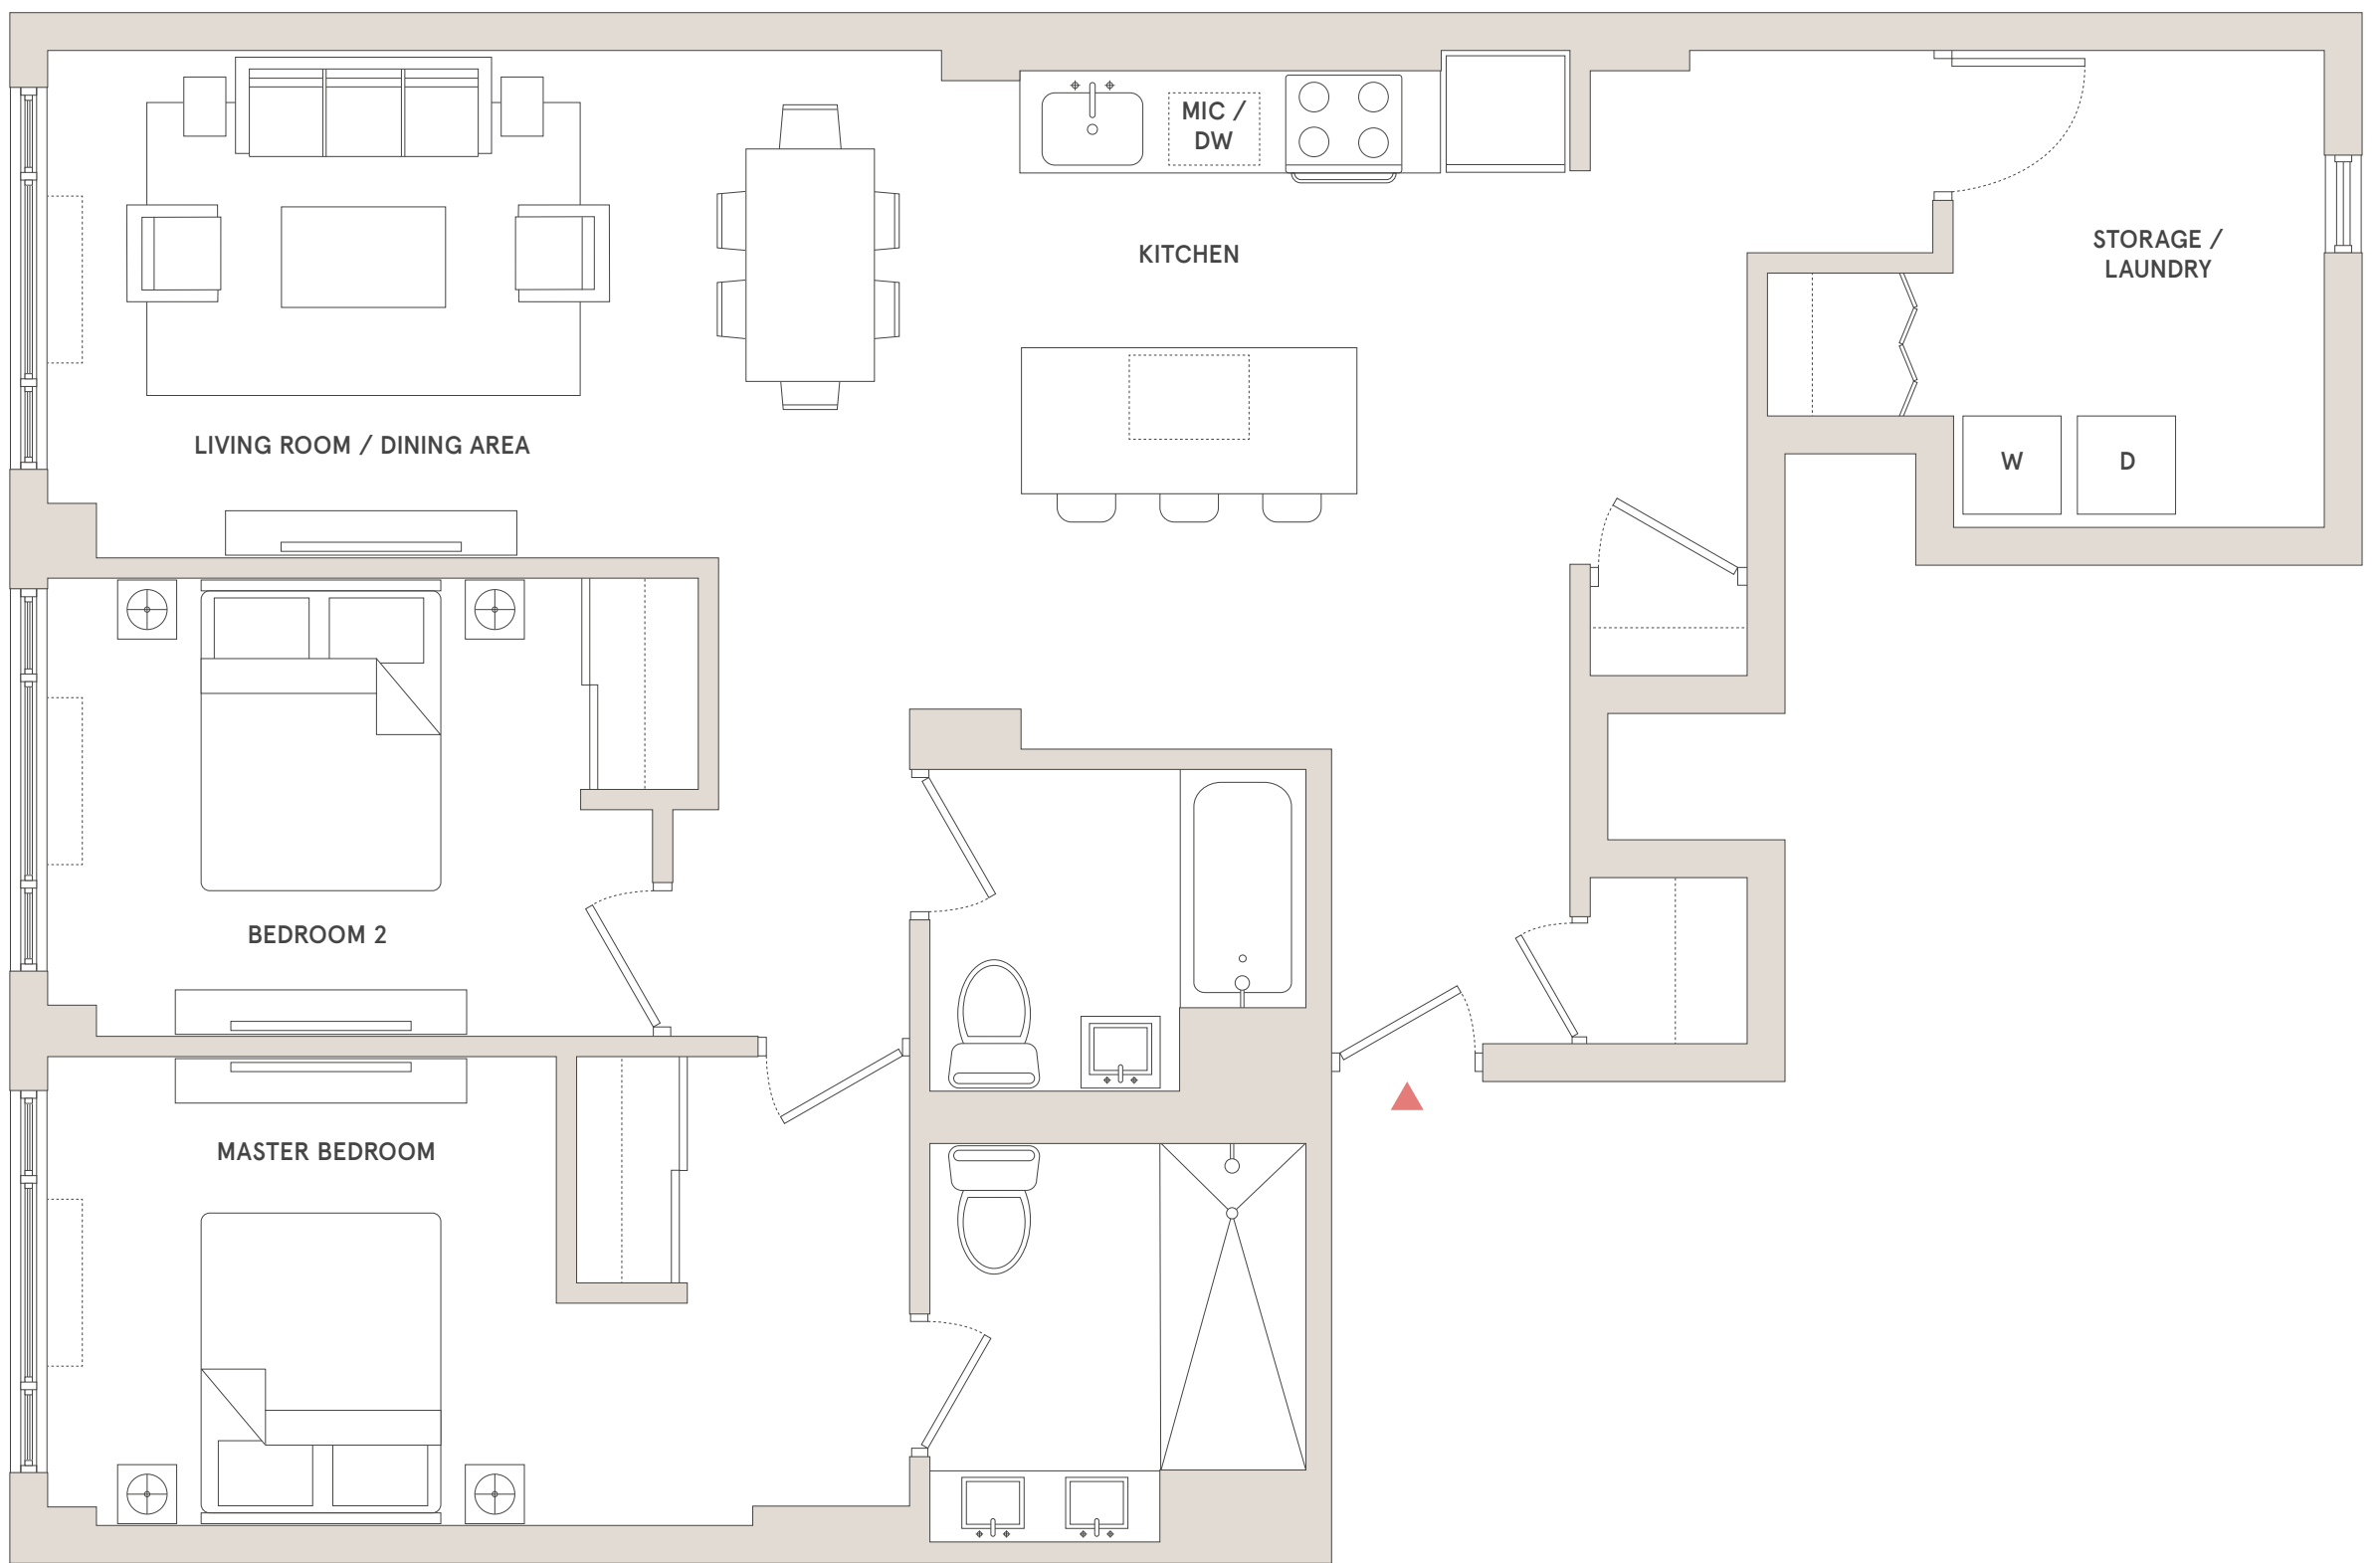 MIC /
DW
KITCHEN
STORAGE /
LAUNDRY
LIVING ROOM / DINING AREA
W
D
BEDROOM 2
MASTER BEDROOM